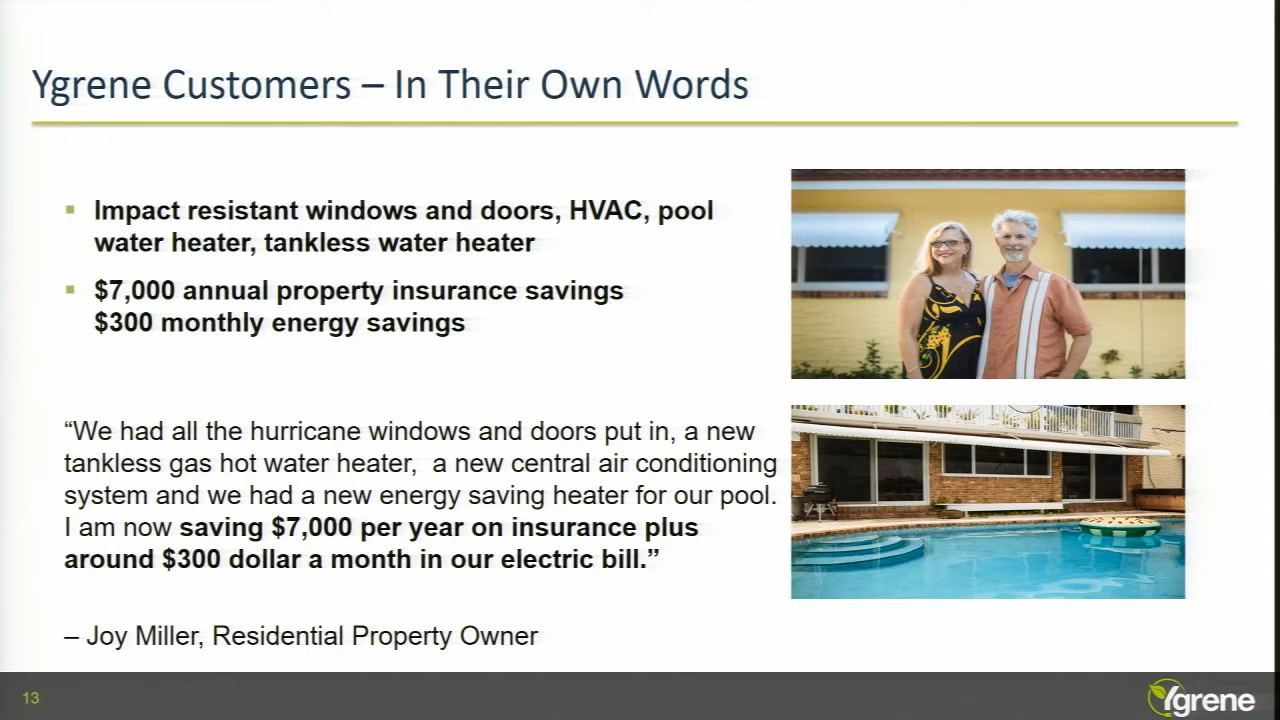 Ygrene Customers – In Their Own Words
▪ Impact resistant windows and doors, HVAC, pool
water heater, tankless water heater
▪ $7,000 annual property insurance savings
$300 monthly energy savings
“We had all the hurricane windows and doors put in, a new
tankless gas hot water heater,  a new central air conditioning
system and we had a new energy saving heater for our pool.
I am now saving $7,000 per year on insurance plus
around $300 dollar a month in our electric bill.”
– Joy Miller, Residential Property Owner
13
Ygrene